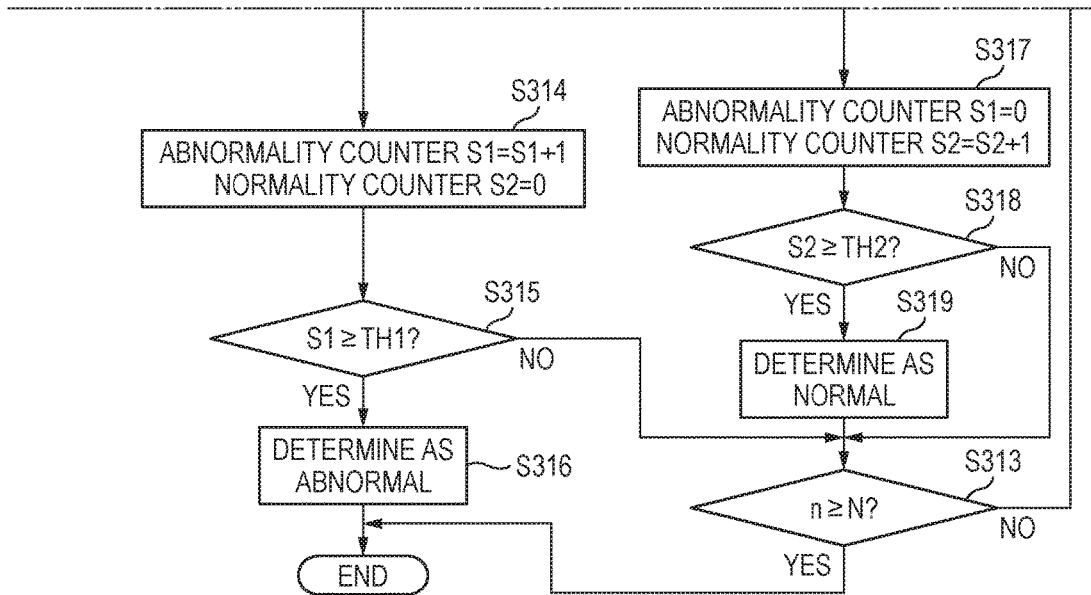 S314
ABNORMALITY COUNTER S1=S1+1
NORMALITY COUNTER S2=0
S315
S1≥TH1?
NO
YES
DETERMINE AS
ABNORMAL
S316
END
S317
ABNORMALITY COUNTER S1=0
NORMALITY COUNTER S2=S2+1
S318
S2≥TH2?
NO
YES
S319
DETERMINE AS
NORMAL
S313
n≥N?
NO
YES